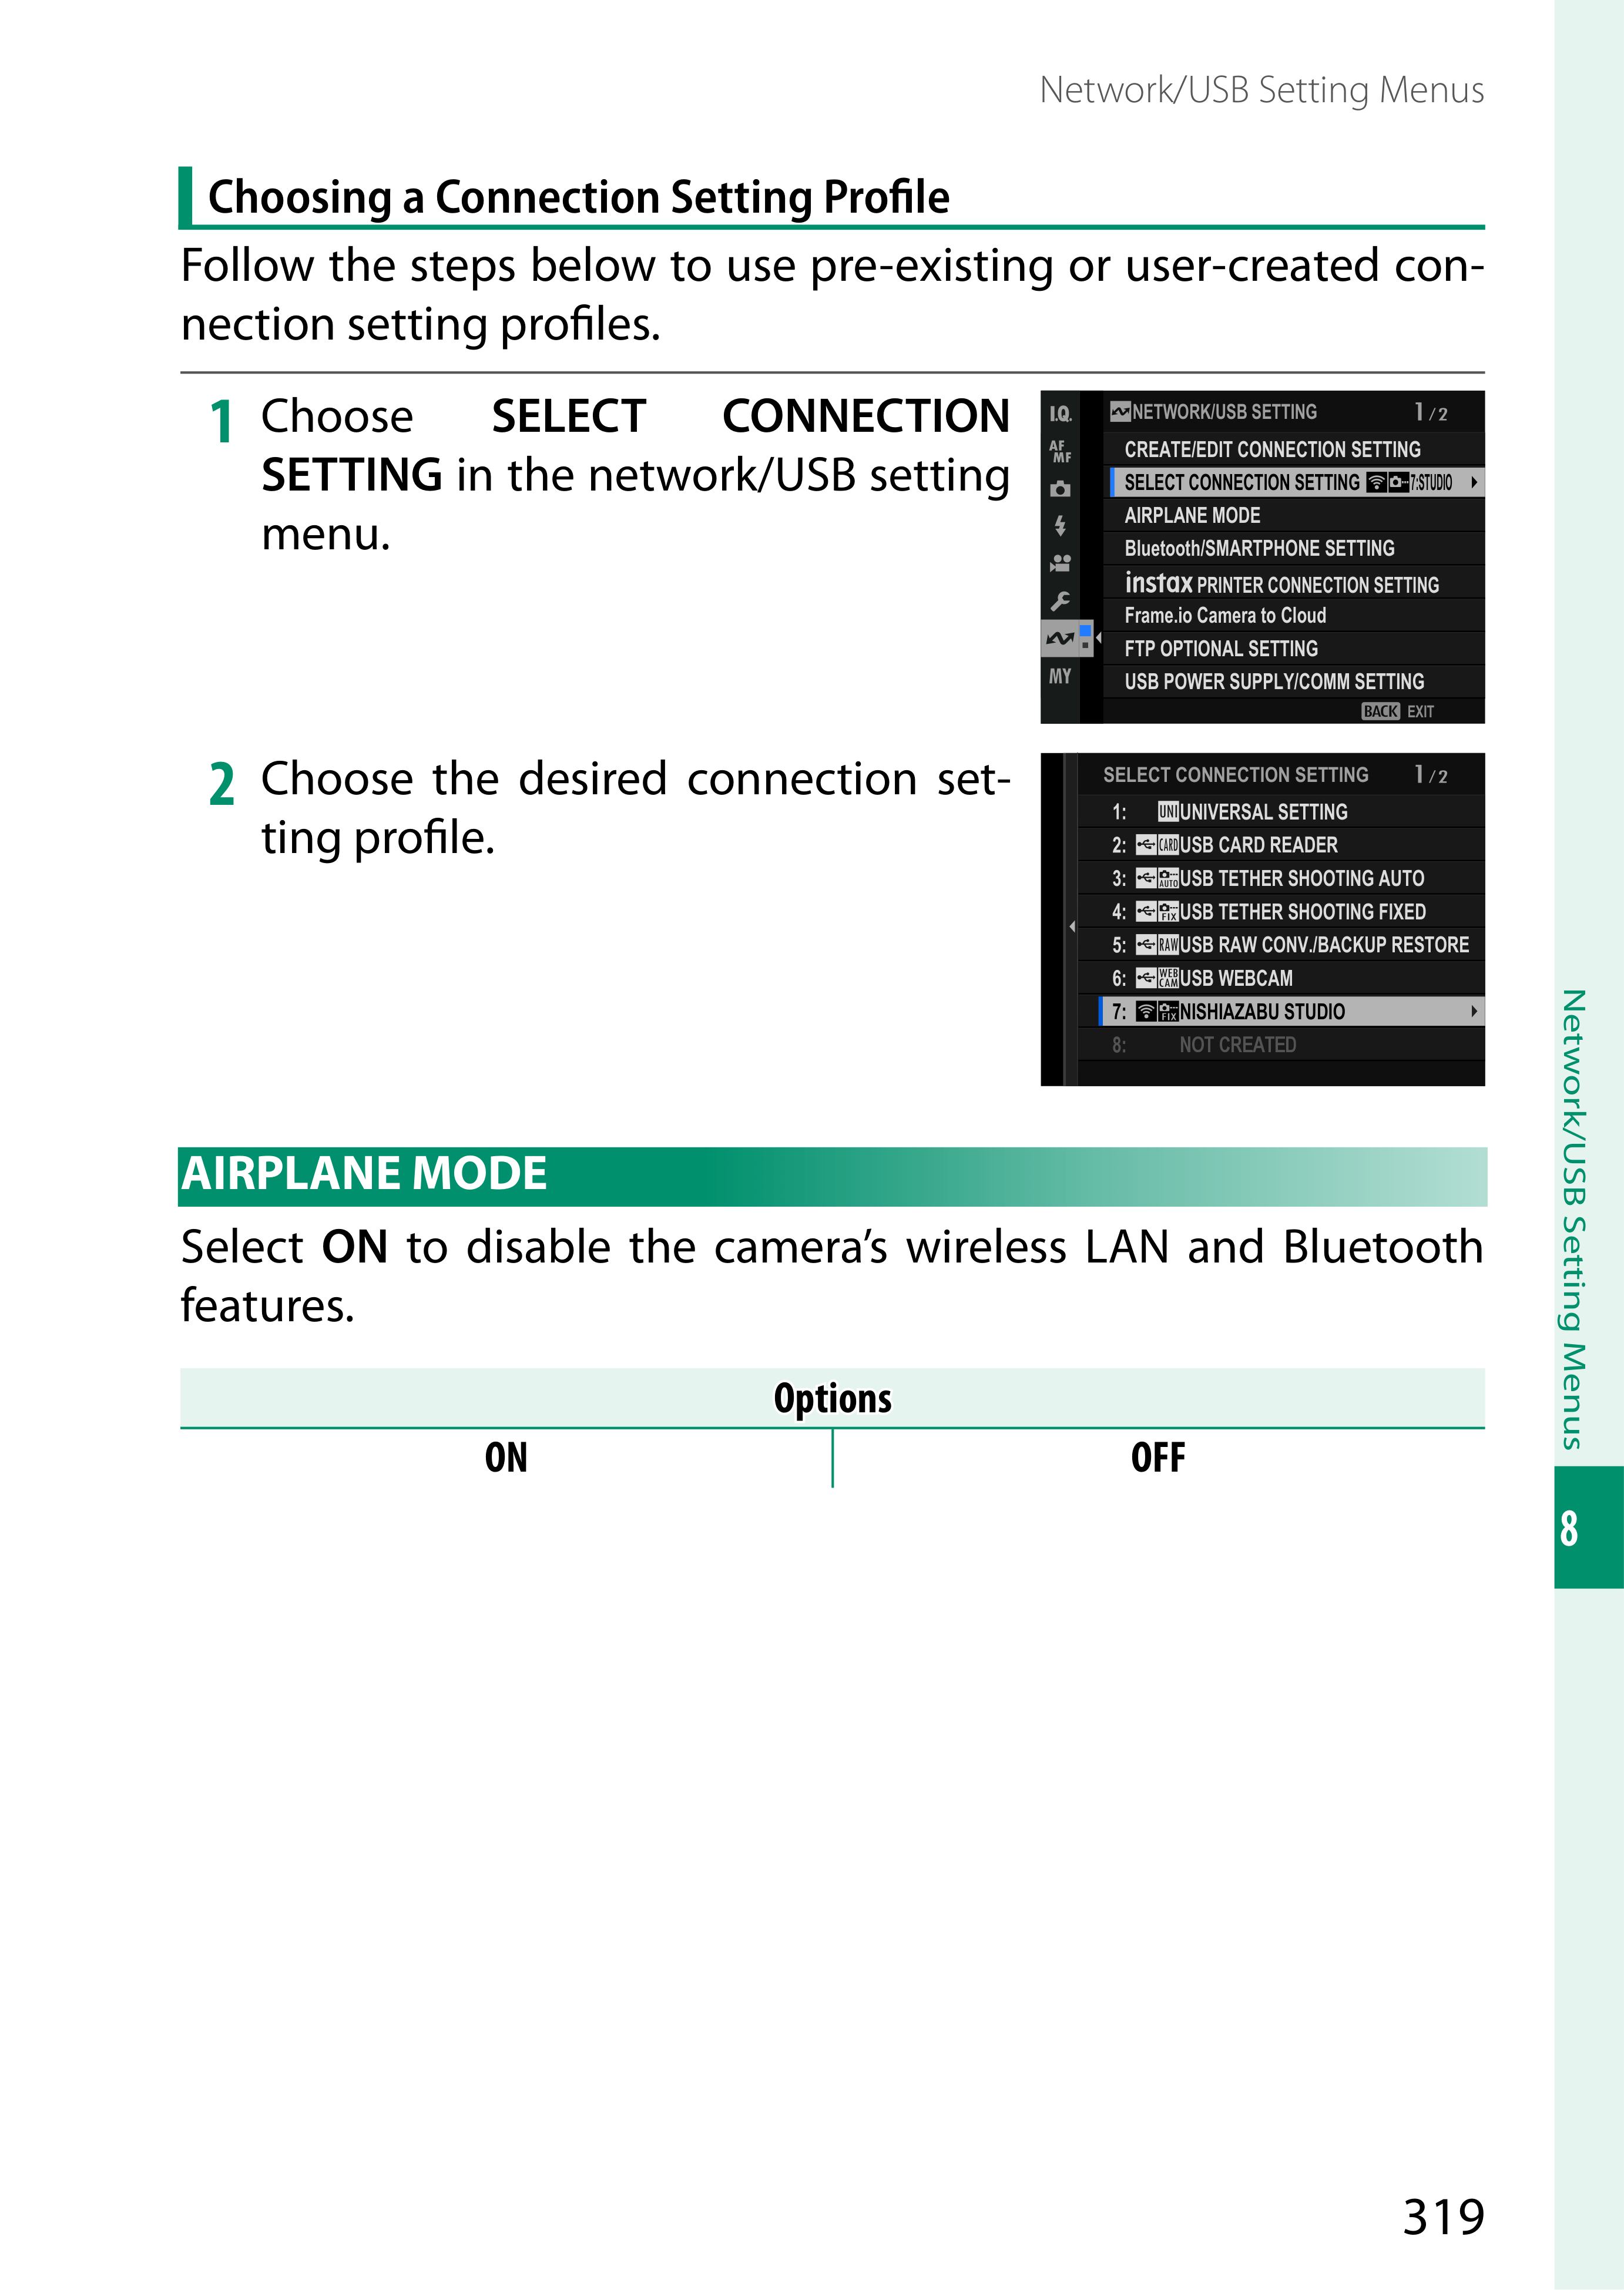 Network/USB Setting Menus
Choosing a Connection Setting Profile
Follow the steps below to use pre-existing or user-created con-
nection setting profiles.
1 Choose SELECT CONNECTION
SETTING in the network/USB setting
menu.
I.Q.
AF
MF
MY
NETWORK/USB SETTING 1/2
CREATE/EDIT CONNECTION SETTING
SELECT CONNECTION SETTING 7:STUDIO
AIRPLANE MODE
Bluetooth/SMARTPHONE SETTING
instax PRINTER CONNECTION SETTING
Frame.io Camera to Cloud
FTP OPTIONAL SETTING
USB POWER SUPPLY/COMM SETTING
BACK EXIT
2 Choose the desired connection set-
ting profile.
SELECT CONNECTION SETTING 1/2
1: UNI UNIVERSAL SETTING
2: CARD USB CARD READER
3: AUTO USB TETHER SHOOTING AUTO
4: FIX USB TETHER SHOOTING FIXED
5: RAW USB RAW CONV./BACKUP RESTORE
6: WEB CAM USB WEBCAM
7: FIX NISHIAZABU STUDIO
8: NOT CREATED
AIRPLANE MODE
Select ON to disable the camera’s wireless LAN and Bluetooth
features.
Options
ON OFF
Network/USB Setting Menus
8
319